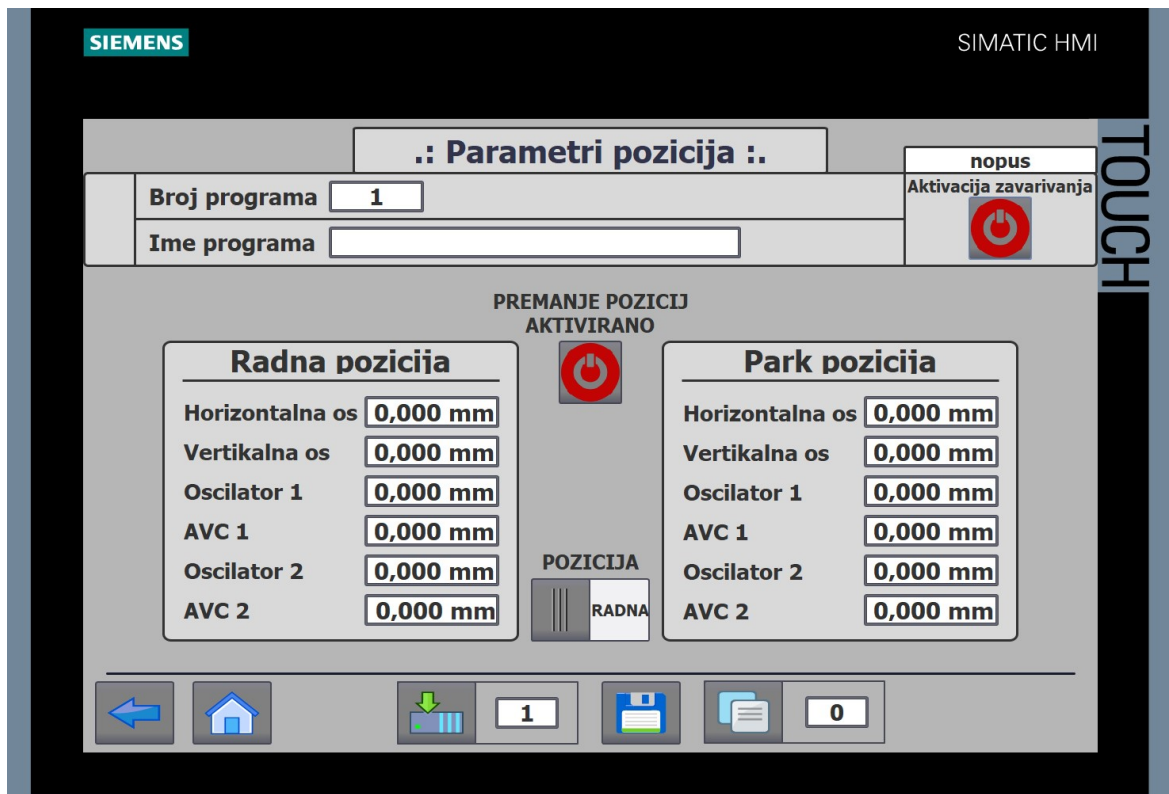 SIEMENS
SIMATIC HMI
TOUCH
.: Parametri pozicija :.
nopus
Broj programa 1
Aktivacija zavarivanja
Ime programa
PREMANJE POZICIJ
AKTIVIRANO
Radna pozicija
Horizontalna os 0,000 mm
Vertikalna os 0,000 mm
Oscilator 1 0,000 mm
AVC 1 0,000 mm
Oscilator 2 0,000 mm
AVC 2 0,000 mm
POZICIJA
RADNA
Park pozicija
Horizontalna os 0,000 mm
Vertikalna os 0,000 mm
Oscilator 1 0,000 mm
AVC 1 0,000 mm
Oscilator 2 0,000 mm
AVC 2 0,000 mm
1
0